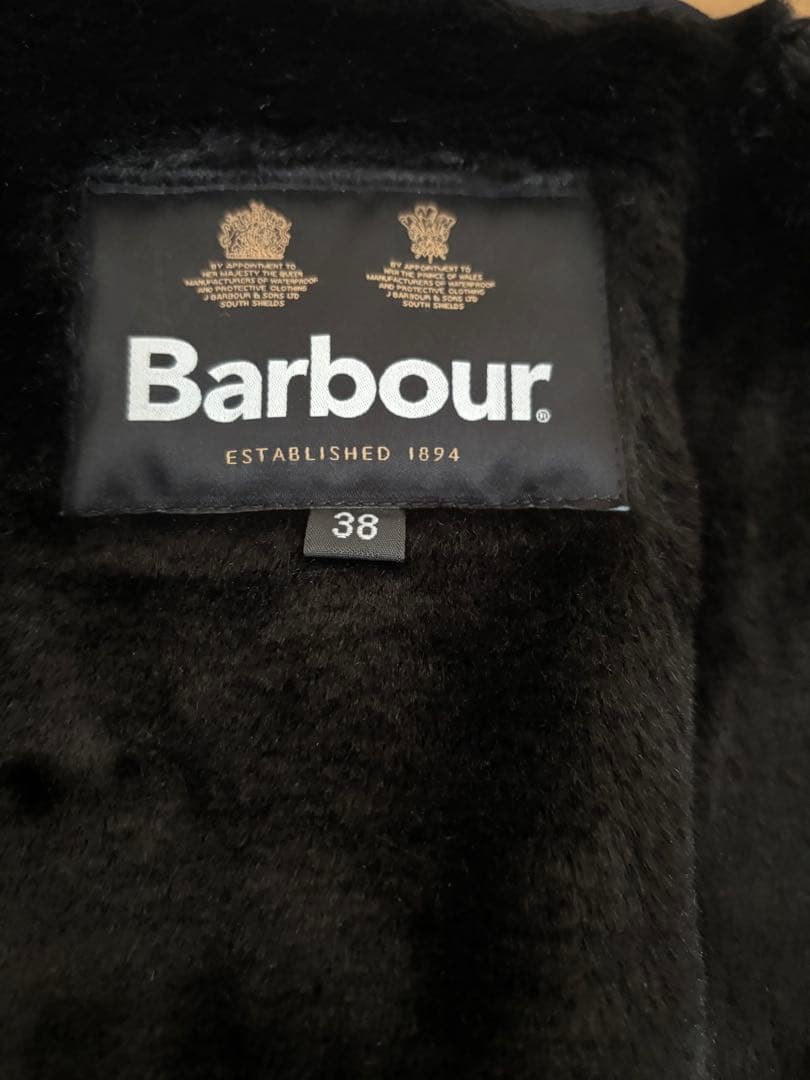 BY APPOINTMENT TO
HER MAJESTY THE QUEEN
MANUFACTURERS OF WATERPROOF
AND PROTECTIVE CLOTHING
J BARBOUR & SONS LTD
SOUTH SHIELDS
BY APPOINTMENT TO
HRH THE PRINCE OF WALES
MANUFACTURERS OF WATERPROOF
AND PROTECTIVE CLOTHING
J BARBOUR & SONS LTD
SOUTH SHIELDS
Barbour®
ESTABLISHED 1894
38